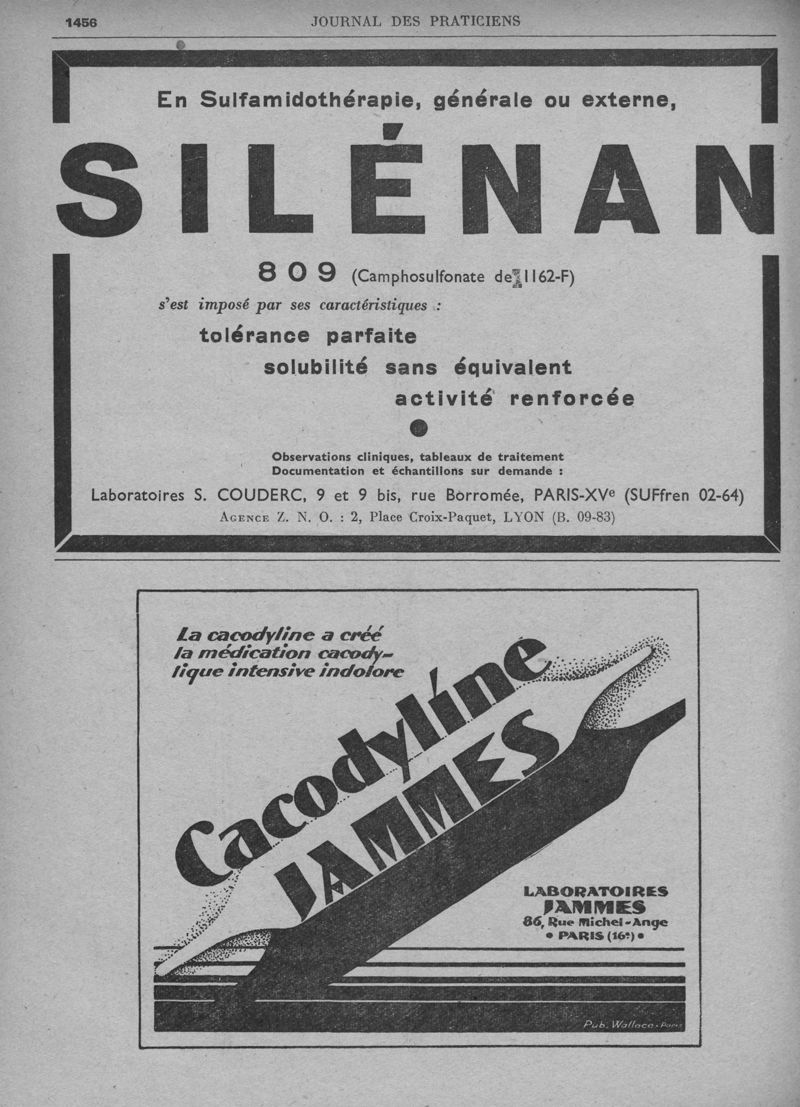 1456
JOURNAL DES PRATICIENS
En Sulfamidothérapie, générale ou externe,
SILÉNAN
809 (Camphosulfonate de 1162-F)
s'est imposé par ses caractéristiques :
tolérance parfaite
solubilité sans équivalent
activité renforcée
Observations cliniques, tableaux de traitement
Documentation et échantillons sur demande :
Laboratoires S. COUDERC, 9 et 9 bis, rue Borromée, PARIS-XVe (SUFfren 02-64)
AGENCE Z. N. O. : 2, Place Croix-Paquet, LYON (B. 09-83)
La cacodyline a créé
la médication cacody-
lique intensive indolore
Cacodyline
JAMMES
LABORATOIRES
JAMMES
86, Rue Michel-Ange
• PARIS (16e) •
Pub. Wallace - Paris